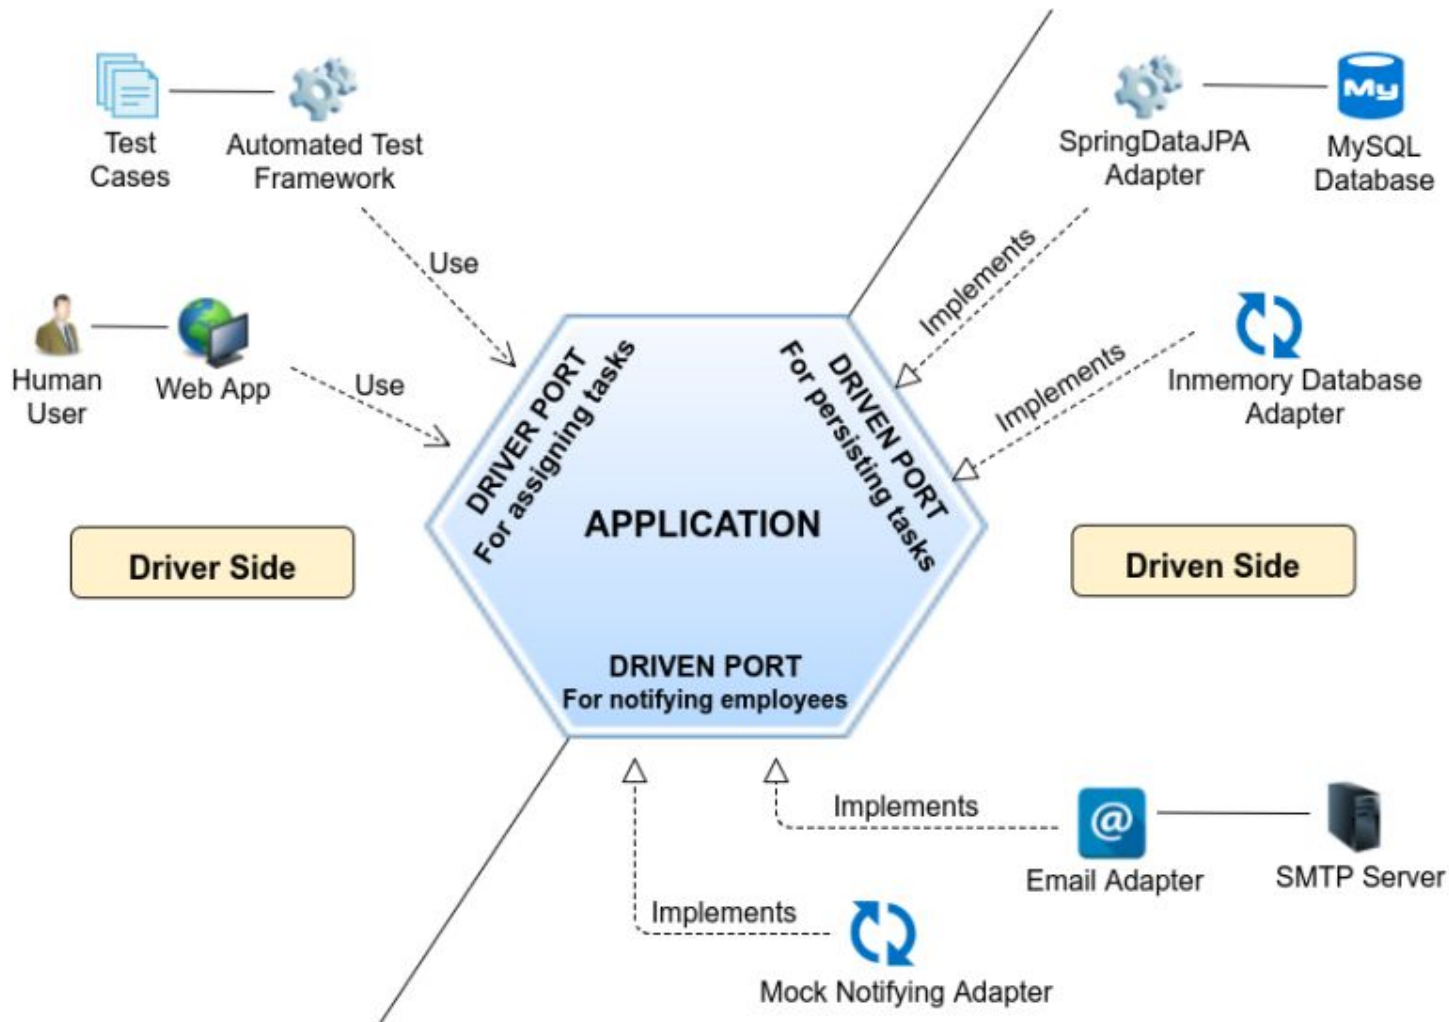 Test
Cases
Automated Test
Framework
Use
Human
User
Web App
Use
Driver Side
DRIVER PORT
For assigning tasks
APPLICATION
DRIVEN PORT
For persisting tasks
DRIVEN PORT
For notifying employees
My
SpringDataJPA
Adapter
MySQL
Database
Implements
Inmemory Database
Adapter
Implements
Driven Side
Implements
@
Email Adapter
SMTP Server
Implements
Mock Notifying Adapter